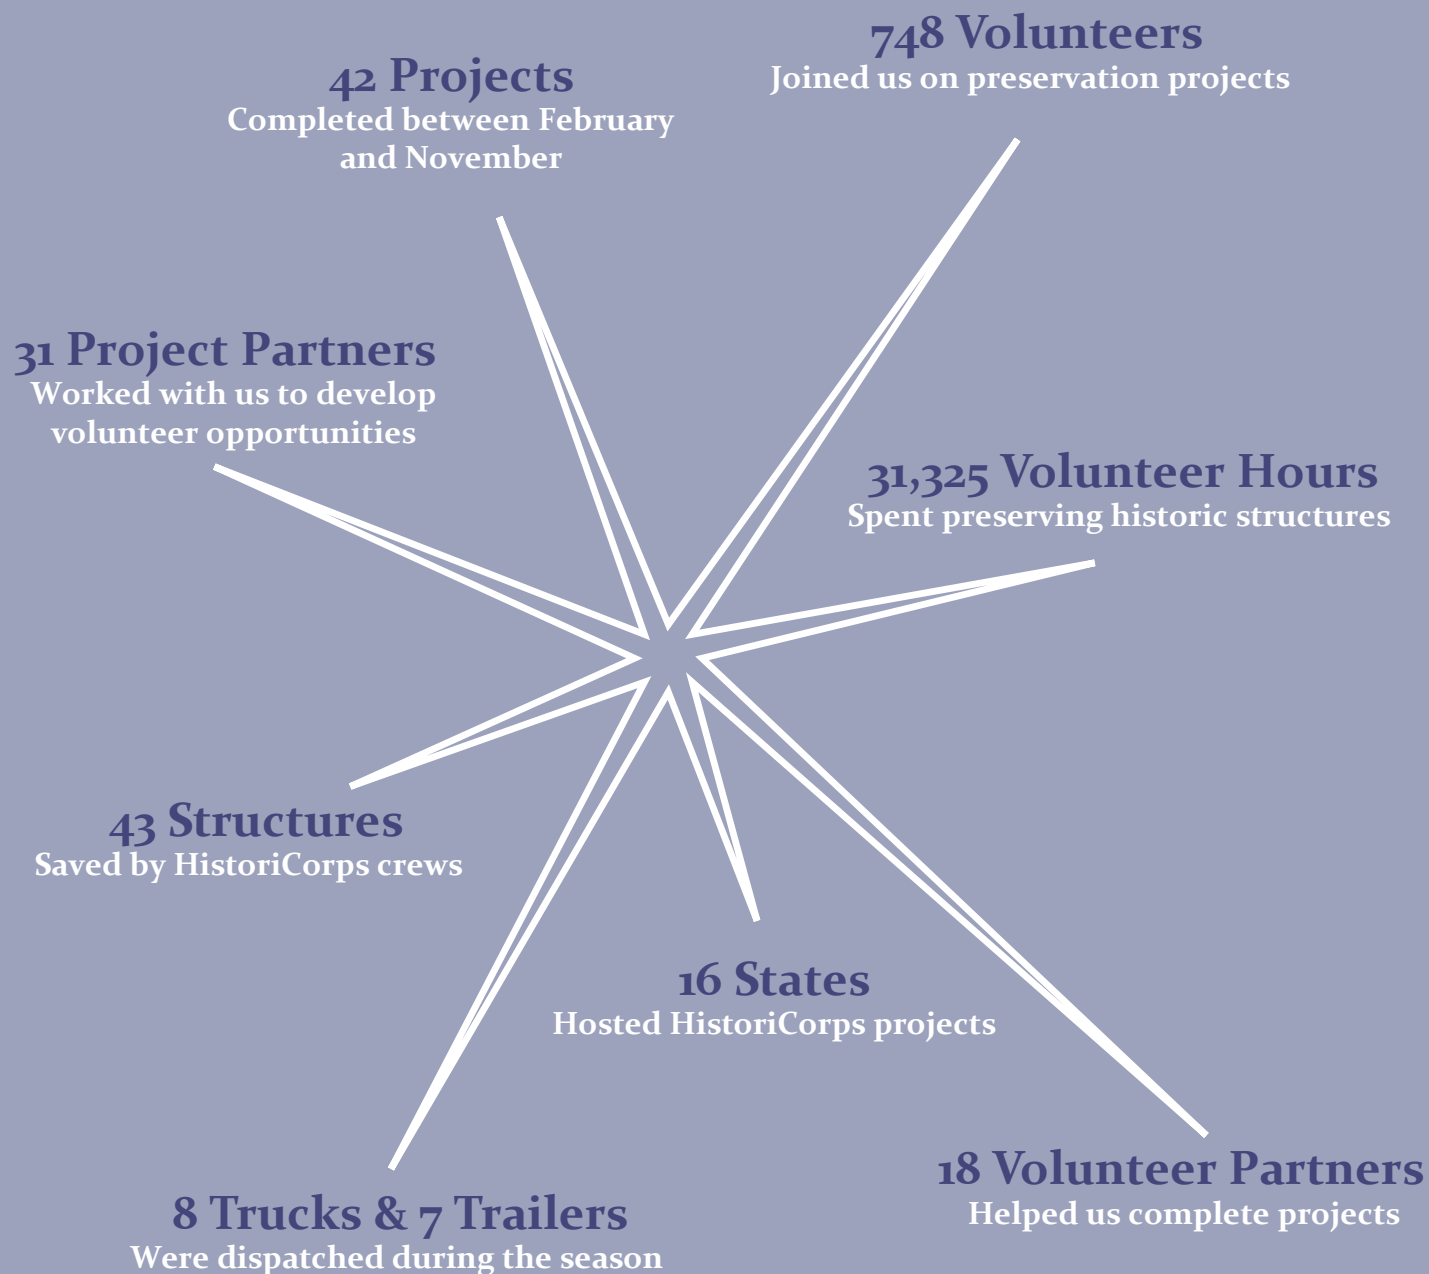 748 Volunteers
Joined us on preservation projects
42 Projects
Completed between February
and November
31 Project Partners
Worked with us to develop
volunteer opportunities
31,325 Volunteer Hours
Spent preserving historic structures
43 Structures
Saved by HistoriCorps crews
16 States
Hosted HistoriCorps projects
18 Volunteer Partners
Helped us complete projects
8 Trucks & 7 Trailers
Were dispatched during the season